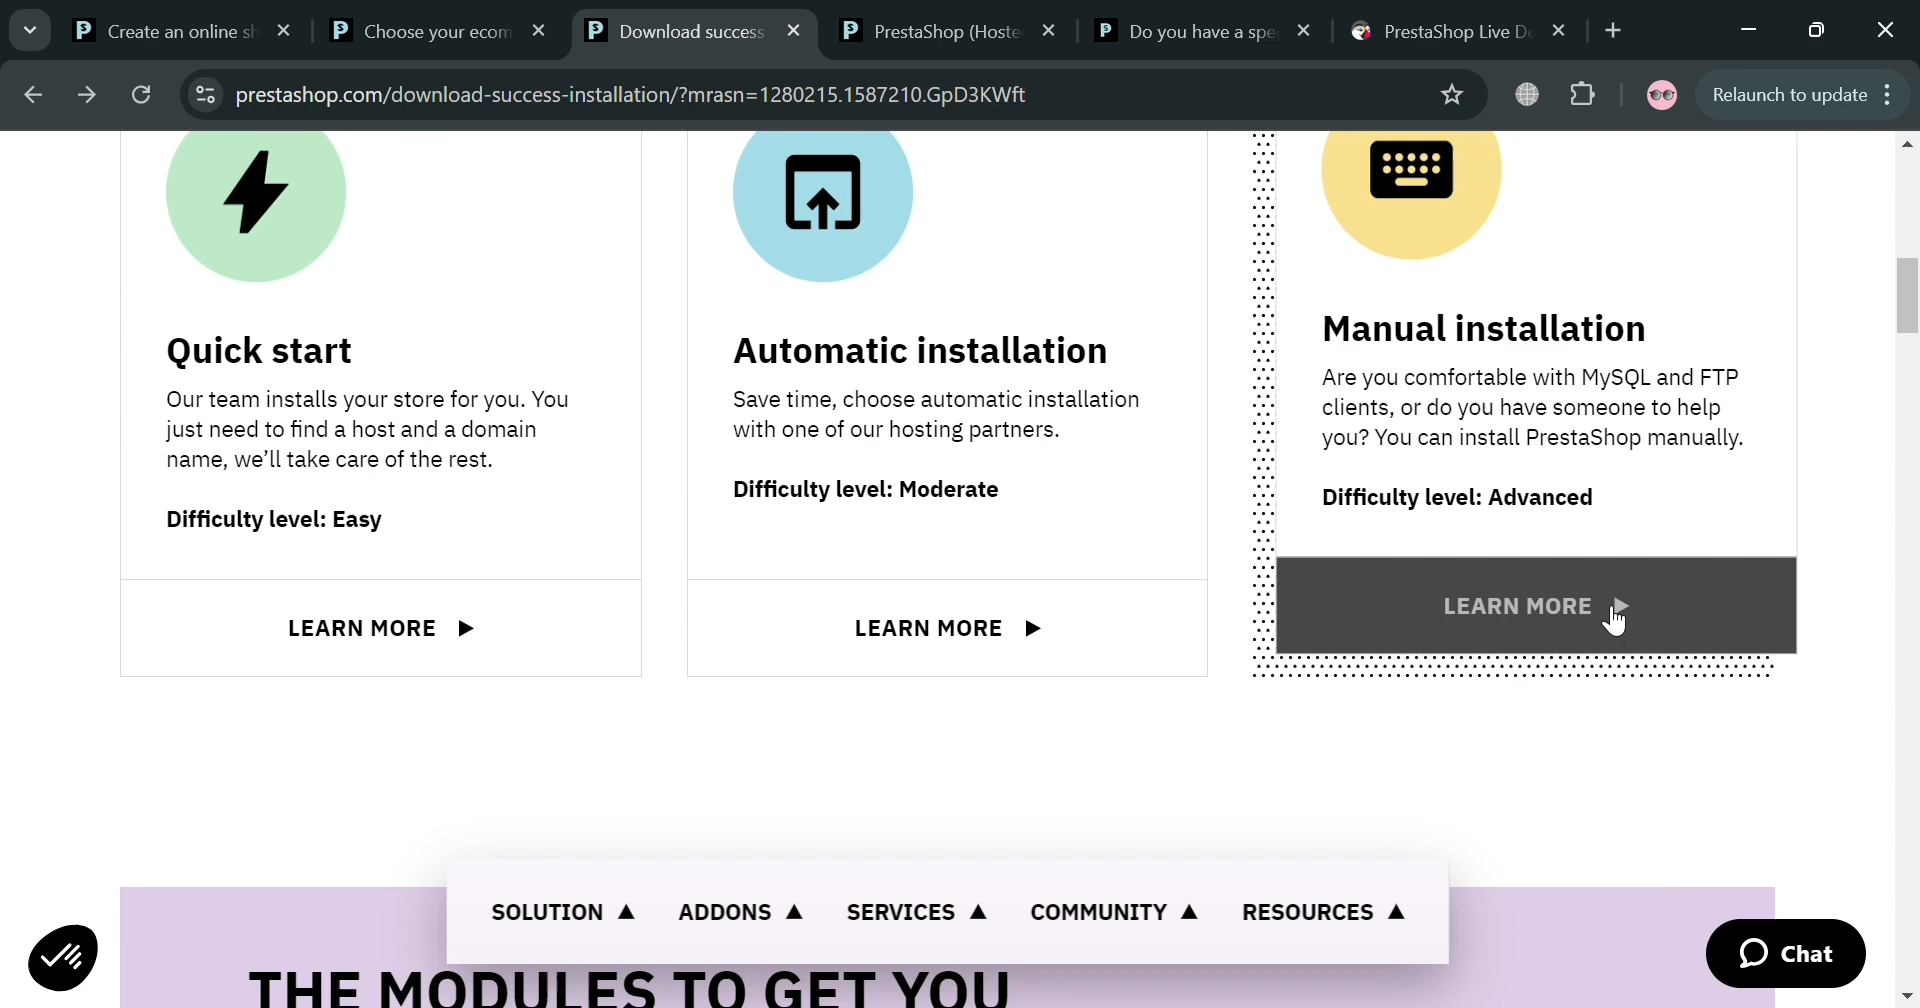 Create an online sh
Choose your ecom
Download success
PrestaShop (Hoste
Do you have a spe
PrestaShop Live De
prestashop.com/download-success-installation/?mrasn=1280215.1587210.GpD3KWft
Relaunch to update
Quick start
Our team installs your store for you. You
just need to find a host and a domain
name, we’ll take care of the rest.
Difficulty level: Easy
LEARN MORE
Automatic installation
Save time, choose automatic installation
with one of our hosting partners.
Difficulty level: Moderate
LEARN MORE
Manual installation
Are you comfortable with MySQL and FTP
clients, or do you have someone to help
you? You can install PrestaShop manually.
Difficulty level: Advanced
LEARN MORE
SOLUTION
ADDONS
SERVICES
COMMUNITY
RESOURCES
THE MODULES TO GET YOU
Chat